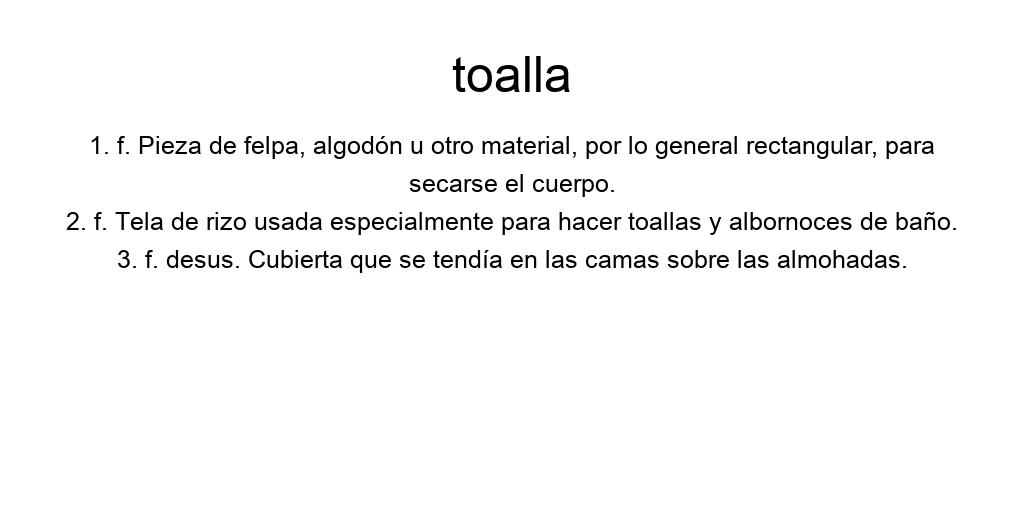 toalla
1. f. Pieza de felpa, algodón u otro material, por lo general rectangular, para
secarse el cuerpo.
2. f. Tela de rizo usada especialmente para hacer toallas y albornoces de baño.
3. f. desus. Cubierta que se tendía en las camas sobre las almohadas.